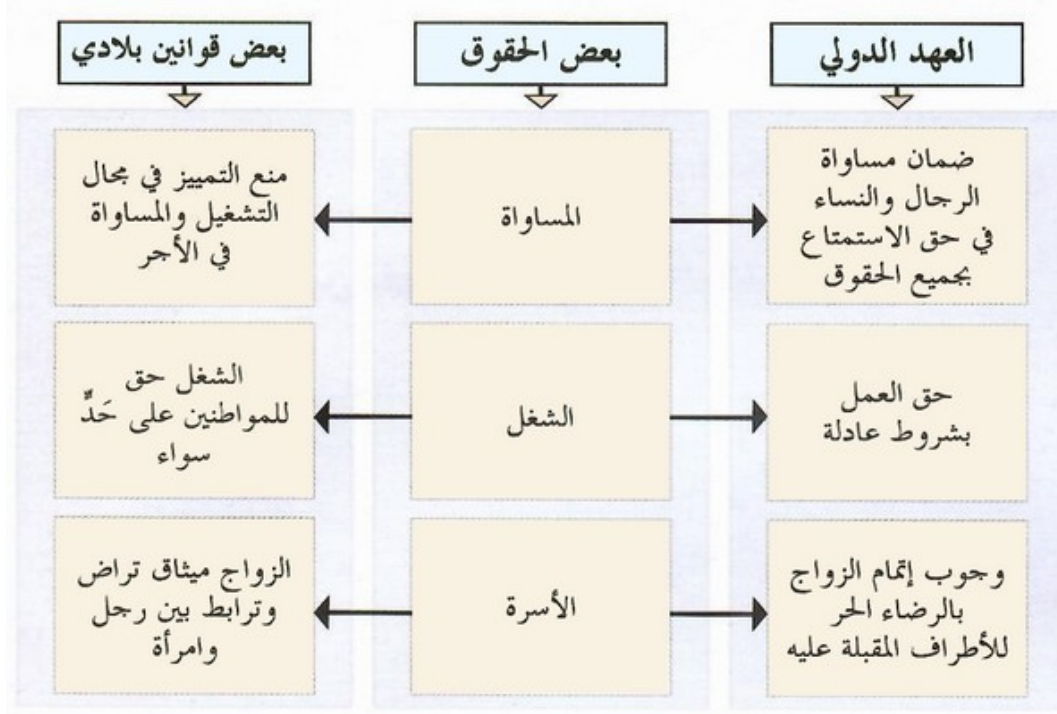 العهد الدولي
بعض الحقوق
بعض قوانين بلادي
ضمان مساواة
الرجال والنساء
في حق الاستمتاع
بجميع الحقوق
المساواة
منع التمييز في مجال
التشغيل والمساواة
في الأجر
حق العمل
بشروط عادلة
الشغل
الشغل حق
للمواطنين على حَدٍّ
سواء
وجوب إتمام الزواج
بالرضاء الحر
للأطراف المقبلة عليه
الأسرة
الزواج ميثاق تراض
وترابط بين رجل
وامرأة